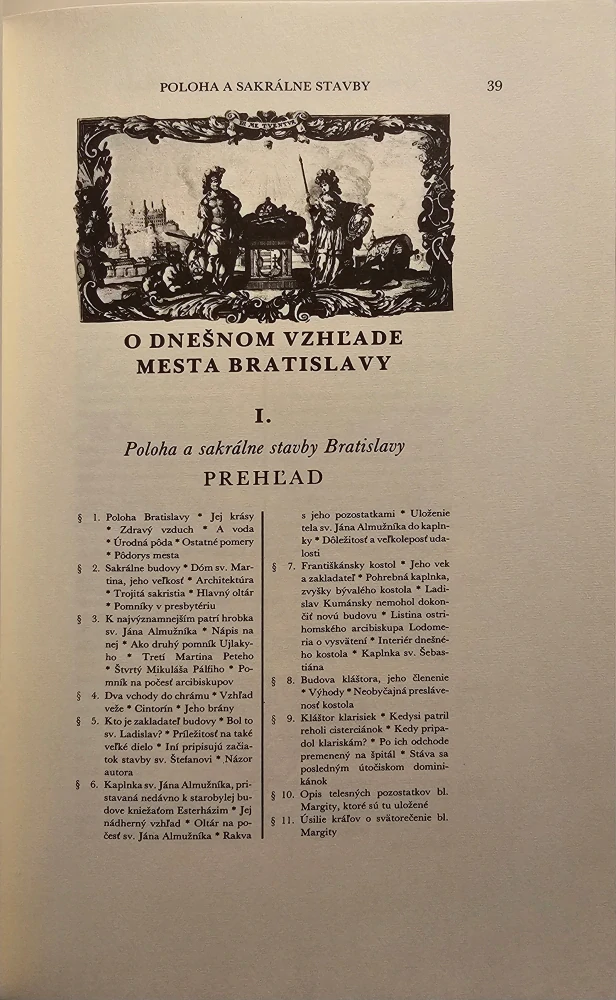 POLOHA A SAKRÁLNE STAVBY 39
O DNEŠNOM VZHĽADE
MESTA BRATISLAVY
I.
Poloha a sakrálne stavby Bratislavy
PREHĽAD
§ 1. Poloha Bratislavy * Jej krásy
* Zdravý vzduch * A voda
* Úrodná pôda * Ostatné pomery
* Pôdorys mesta
§ 2. Sakrálne budovy * Dóm sv. Mar-
tina, jeho veľkosť * Architektúra
* Trojitá sakristia * Hlavný oltár
* Pomníky v presbytériu
§ 3. K najvýznamnejším patrí hrobka
sv. Jána Almužníka * Nápis na
nej * Ako druhý pomník Ujlaky-
ho * Tretí Martina Peteho
* Štvrtý Mikuláša Pálfiho * Po-
mník na počesť arcibiskupov
§ 4. Dva vchody do chrámu * Vzhľad
veže * Cintorín * Jeho brány
§ 5. Kto je zakladateľ budovy * Bol to
sv. Ladislav? * Príležitosť na také
veľké dielo * Iní pripisujú začia-
tok stavby sv. Štefanovi * Názor
autora
§ 6. Kaplnka sv. Jána Almužníka, pri-
stavaná nedávno k starobylej bu-
dove kniežaťom Esterházim * Jej
nádherný vzhľad * Oltár na po-
česť sv. Jána Almužníka * Rakva
s jeho pozostatkami * Uloženie
tela sv. Jána Almužníka do kapln-
ky * Dôležitosť a veľkoleposť uda-
losti
§ 7. Františkánsky kostol * Jeho vek
a zakladateľ * Pohrebná kaplnka,
zvyšky bývalého kostola * Ladi-
slav Kumánsky nemohol dokon-
čiť novú budovu * Listina ostri-
homského arcibiskupa Lodome-
ria o vysvätení * Interiér dnešné-
ho kostola * Kaplnka sv. Šebas-
tiána
§ 8. Budova kláštora, jeho členenie
* Výhody * Neobyčajná presláve-
nosť kostola
§ 9. Kláštor klarisiek * Kedysi patril
reholi cisterciánok * Kedy pripa-
dol klariskám? * Po ich odchode
premenený na špitál * Stáva sa
posledným útočiskom domini-
kánok
§ 10. Opis telesných pozostatkov bl.
Margity, ktoré sú tu uložené
§ 11. Úsilie kráľov o svätorečenie bl.
Margity